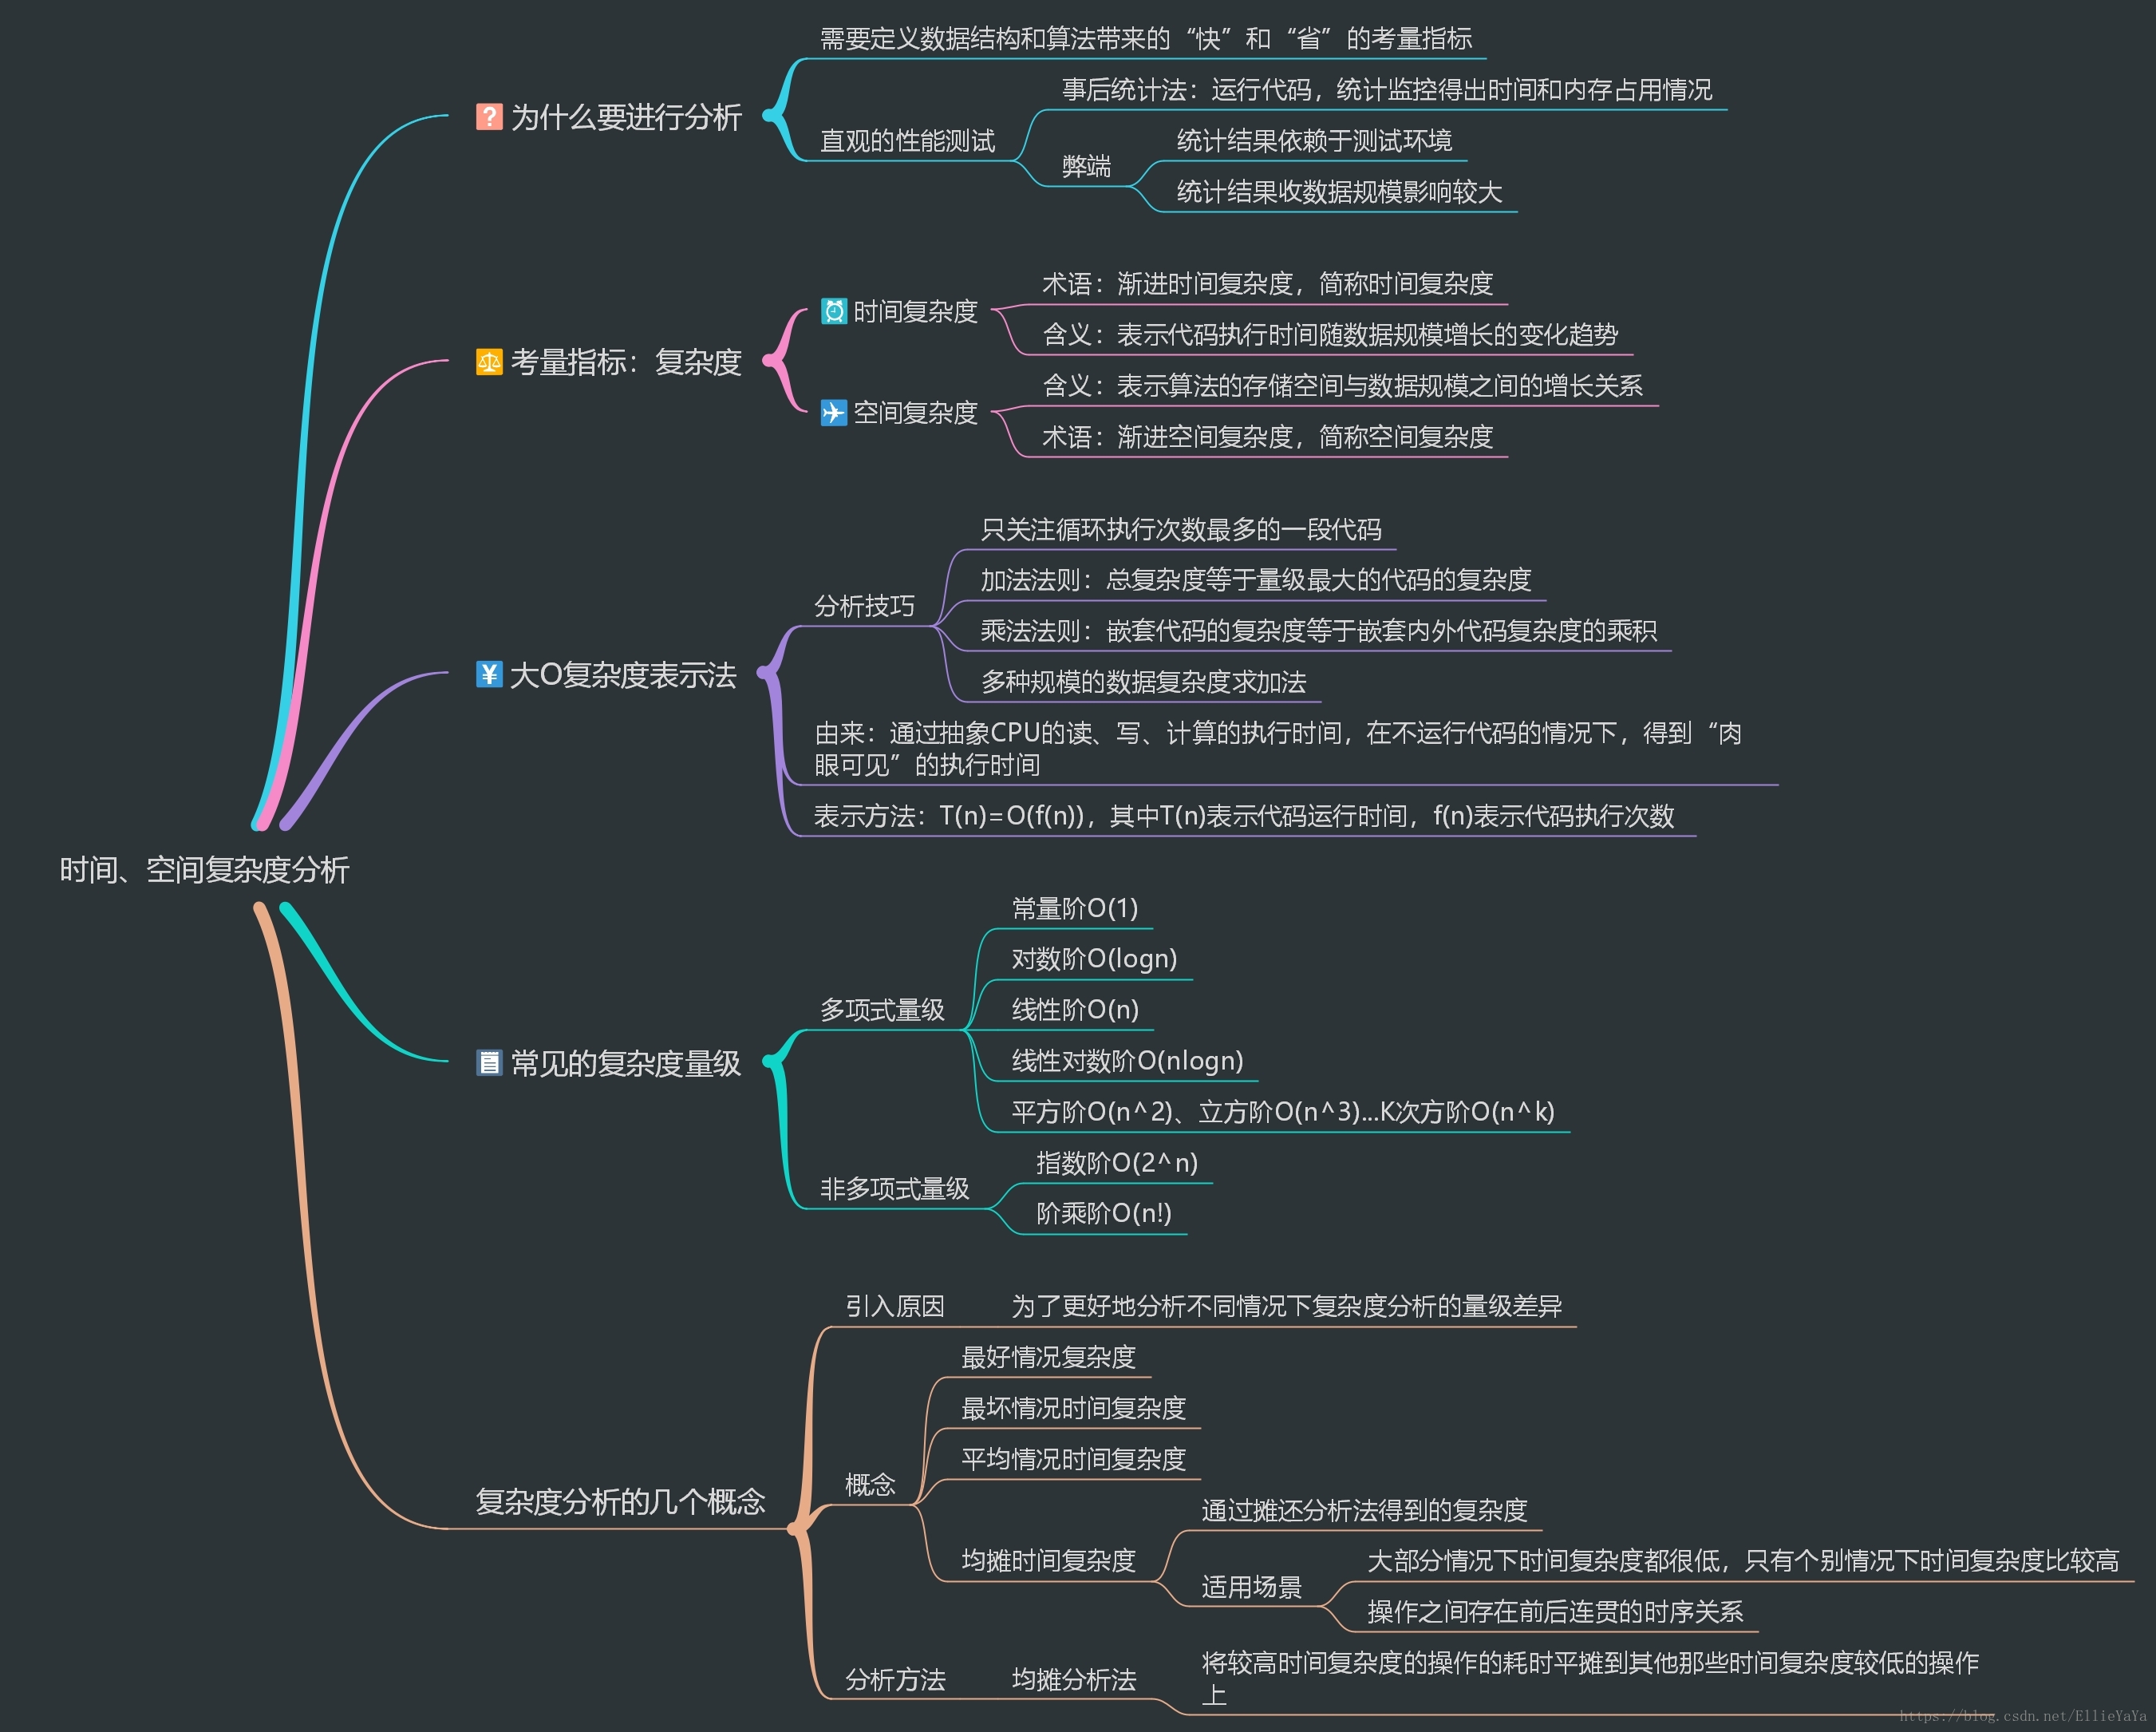 需要定义数据结构和算法带来的“快”和“省”的考量指标
事后统计法：运行代码，统计监控得出时间和内存占用情况
为什么要进行分析
直观的性能测试
统计结果依赖于测试环境
弊端
统计结果收数据规模影响较大
术语：渐进时间复杂度，简称时间复杂度
时间复杂度
含义：表示代码执行时间随数据规模增长的变化趋势
考量指标：复杂度
含义：表示算法的存储空间与数据规模之间的增长关系
空间复杂度
术语：渐进空间复杂度，简称空间复杂度
只关注循环执行次数最多的一段代码
加法法则：总复杂度等于量级最大的代码的复杂度
分析技巧
乘法法则：嵌套代码的复杂度等于嵌套内外代码复杂度的乘积
大O复杂度表示法
多种规模的数据复杂度求加法
由来：通过抽象CPU的读、写、计算的执行时间，在不运行代码的情况下，得到“肉
眼可见”的执行时间
表示方法：T(n)=O(f(n))，其中T(n)表示代码运行时间，f(n)表示代码执行次数
时间、空间复杂度分析
常量阶O(1)
对数阶O(logn)
多项式量级
线性阶O(n)
线性对数阶O(nlogn)
常见的复杂度量级
平方阶O(n^2)、立方阶O(n^3)...K次方阶O(n^k)
指数阶O(2^n)
非多项式量级
阶乘阶O(n!)
引入原因
为了更好地分析不同情况下复杂度分析的量级差异
最好情况复杂度
最坏情况时间复杂度
平均情况时间复杂度
概念
复杂度分析的几个概念
通过摊还分析法得到的复杂度
均摊时间复杂度
大部分情况下时间复杂度都很低，只有个别情况下时间复杂度比较高
适用场景
操作之间存在前后连贯的时序关系
分析方法
均摊分析法
将较高时间复杂度的操作的耗时平摊到其他那些时间复杂度较低的操作
上
https://blog.csdn.net/EllieYaYa